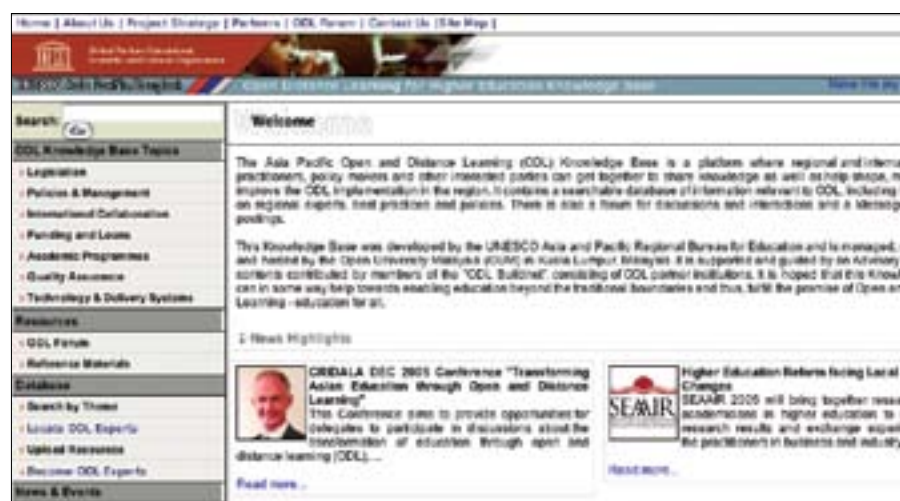 Home | About Us | Project Strategy | Partners | ODL Forum | Contact Us | Site Map |
United Nations Educational
Scientific and Cultural Organization
UNESCO Asia Pacific, Bangkok
Open Distance Learning for Higher Education Knowledge Base
Search:
Go
ODL Knowledge Base Topics
Legislation
Policies & Management
International Collaboration
Funding and Loans
Academic Programmes
Quality Assurance
Technology & Delivery Systems
Resources
ODL Forum
Reference Materials
Database
Search by Theme
Locate ODL Experts
Upload Resources
Become ODL Experts
News & Events
Welcome
The Asia Pacific Open and Distance Learning (ODL) Knowledge Base is a platform where regional and interna
practitioners, policy makers and other interested parties can get together to share knowledge as well as help shape, m
improve the ODL implementation in the region. It contains a searchable database of information relevant to ODL, including
on regional experts, best practices and policies. There is also a forum for discussions and interactions and a Message
postings.
This Knowledge Base was developed by the UNESCO Asia and Pacific Regional Bureau for Education and is managed,
and hosted by the Open University Malaysia (OUM) in Kuala Lumpur Malaysia. It is supported and guided by an Advisory
contents contributed by members of the "ODL Buildnet" consisting of ODL partner institutions. It is hoped that this Know
can in some way help towards enabling education beyond the traditional boundaries and thus, fulfil the promise of Open an
Learning - education for all.
News Highlights
CRIDALA DEC 2005 Conference "Transforming
Asian Education through Open and Distance
Learning"
This Conference aims to provide opportunities for
delegates to participate in discussions about the
transformation of education through open and
distance learning (ODL)....
Read more...
SEAAIR
Higher Education Reform facing Local
Changes
SEAAIR 2005 will bring together resea
academicians in higher education to
research results and exchange experi
the practitioners in business and industry
Read more...